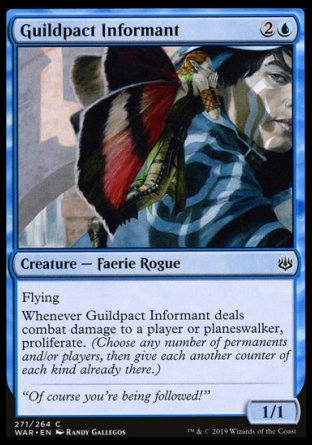 Guildpact Informant 2
Creature — Faerie Rogue
Flying
Whenever Guildpact Informant deals
combat damage to a player or planeswalker,
proliferate. (Choose any number of permanents
and/or players, then give each another counter of
each kind already there.)
"Of course you're being followed!"
1/1
271/264 C
WAR • EN RANDY GALLEGOS
™ & © 2019 Wizards of the Coast